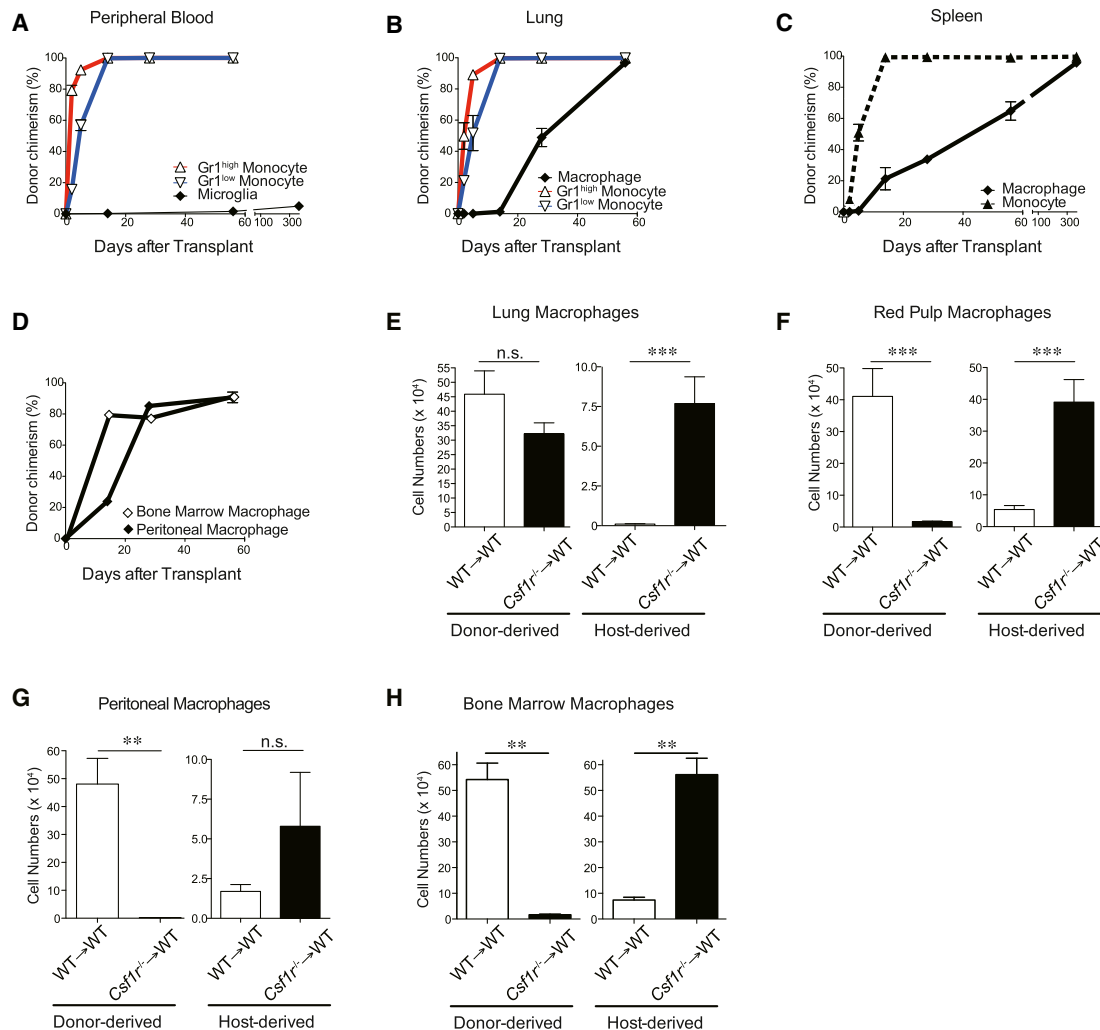 A
Peripheral Blood
Donor chimerism (%)
100
80
60
40
20
0
0 20 40 60 100 300
Gr1high Monocyte
Gr1low Monocyte
Microglia
Days after Transplant
B
Lung
Donor chimerism (%)
100
80
60
40
20
0
0 20 40 60
Macrophage
Gr1high Monocyte
Gr1low Monocyte
Days after Transplant
C
Spleen
Donor chimerism (%)
100
80
60
40
20
0
20 40 60 100 300
Macrophage
Monocyte
Days after Transplant
D
Donor chimerism (%)
100
80
60
40
20
0
0 20 40 60
Bone Marrow Macrophage
Peritoneal Macrophage
Days after Transplant
E
Lung Macrophages
Cell Numbers (x 10⁴)
n.s.
55
50
45
40
35
30
25
20
15
10
5
0
***
10.0
7.5
5.0
2.5
0
WT→WT
Csf1r-/-→WT
WT→WT
Csf1r-/-→WT
Donor-derived
Host-derived
F
Red Pulp Macrophages
Cell Numbers (x 10⁴)
***
50
40
30
20
10
0
***
50
40
30
20
10
0
WT→WT
Csf1r-/-→WT
WT→WT
Csf1r-/-→WT
Donor-derived
Host-derived
G
Peritoneal Macrophages
Cell Numbers (x 10⁴)
**
60
50
40
30
20
10
0
n.s.
10.0
7.5
5.0
2.5
0.0
WT→WT
Csf1r-/-→WT
WT→WT
Csf1r-/-→WT
Donor-derived
Host-derived
H
Bone Marrow Macrophages
Cell Numbers (x 10⁴)
**
60
50
40
30
20
10
0
**
60
50
40
30
20
10
0
WT→WT
Csf1r-/-→WT
WT→WT
Csf1r-/-→WT
Donor-derived
Host-derived